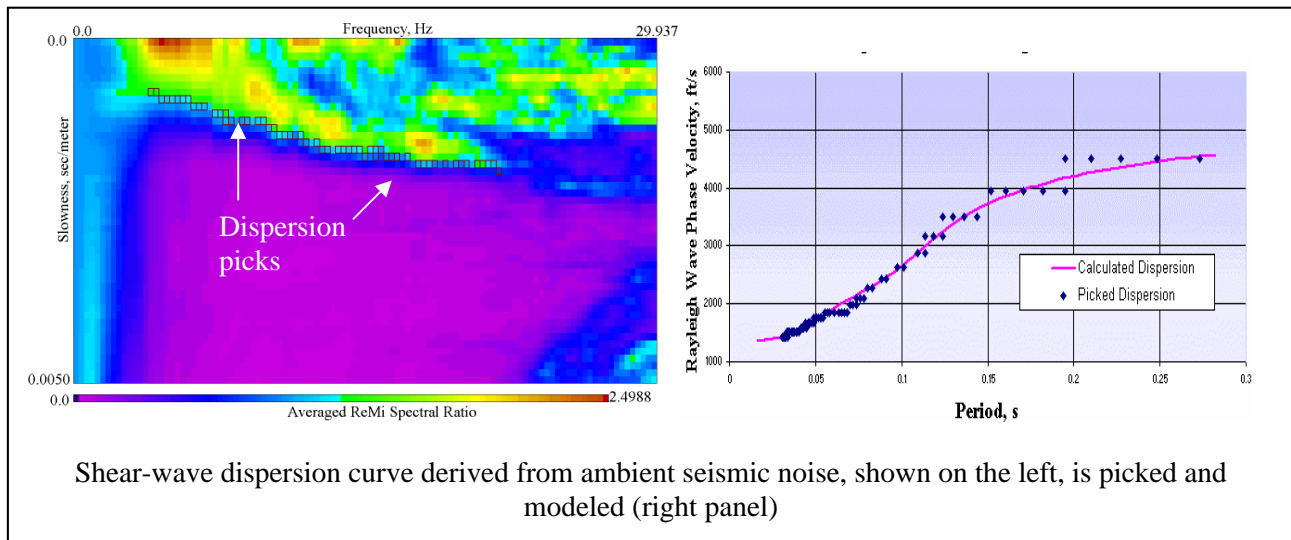 0.0
Frequency, Hz
29.937
0.0
Slowness, sec/meter
Dispersion
picks
0.0050
0.0
2.4988
Averaged ReMi Spectral Ratio
Rayleigh Wave Phase Velocity, ft/s
6000
5000
4000
3000
2000
1000
0
0.05
0.1
0.15
0.2
0.25
0.3
Period, s
Calculated Dispersion
Picked Dispersion
Shear-wave dispersion curve derived from ambient seismic noise, shown on the left, is picked and
modeled (right panel)